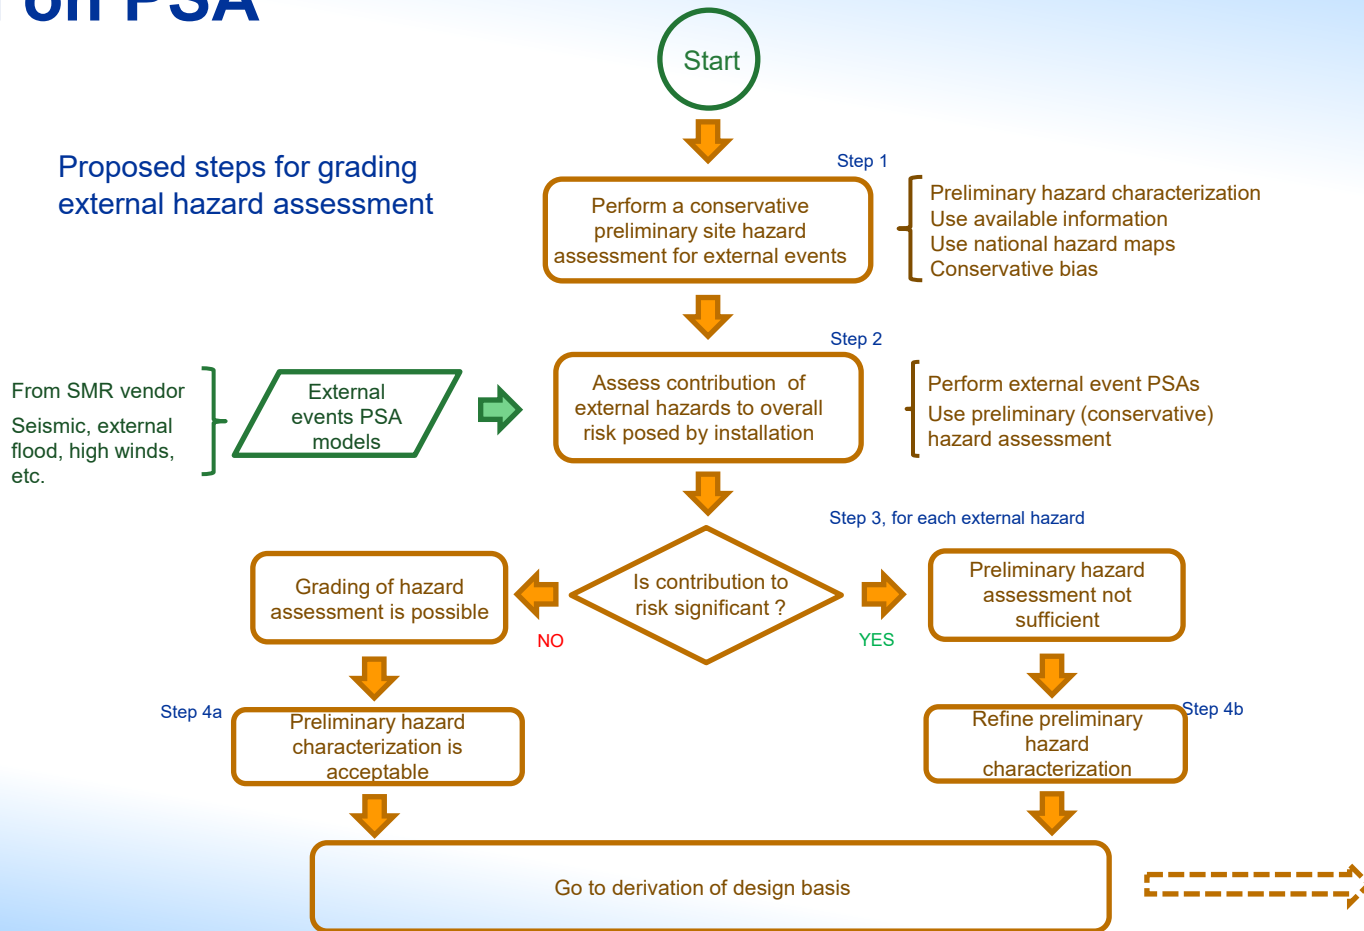 on PSA
Start
Proposed steps for grading
external hazard assessment
Step 1
Perform a conservative
preliminary site hazard
assessment for external events
Preliminary hazard characterization
Use available information
Use national hazard maps
Conservative bias
Step 2
From SMR vendor
Seismic, external
flood, high winds,
etc.
External
events PSA
models
Assess contribution of
external hazards to overall
risk posed by installation
Perform external event PSAs
Use preliminary (conservative)
hazard assessment
Step 3, for each external hazard
Grading of hazard
assessment is possible
Is contribution to
risk significant ?
Preliminary hazard
assessment not
sufficient
NO
YES
Step 4a
Preliminary hazard
characterization is
acceptable
Step 4b
Refine preliminary
hazard
characterization
Go to derivation of design basis